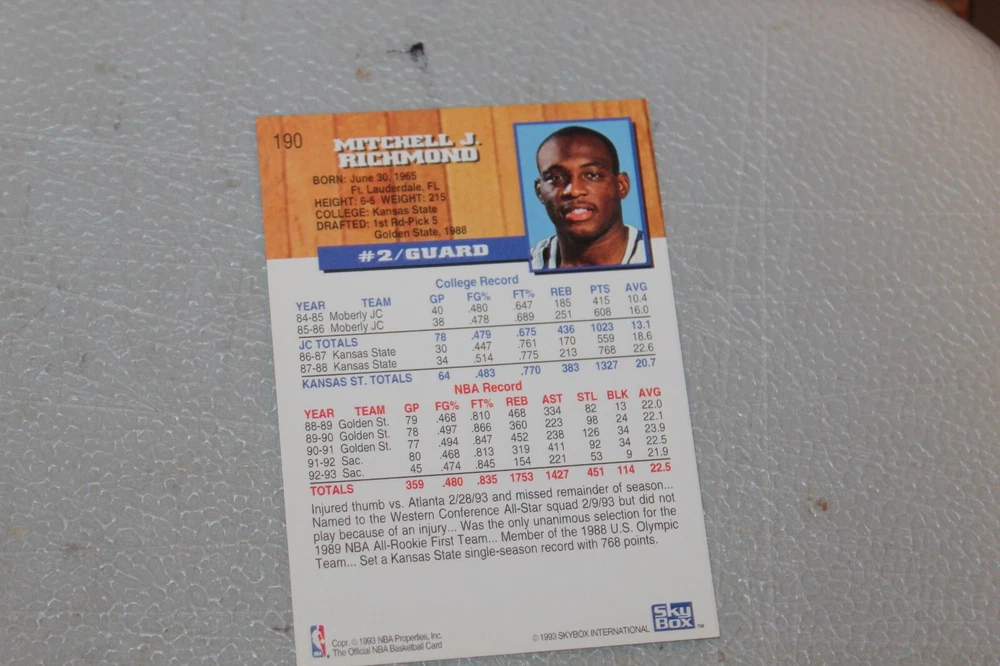 190
MITCHELL J.
RICHMOND
BORN: June 30, 1965
Ft. Lauderdale, FL
HEIGHT: 6-5 WEIGHT: 215
COLLEGE: Kansas State
DRAFTED: 1st Rd-Pick 5
Golden State, 1988
#2/GUARD
College Record
YEAR TEAM GP FG% FT% REB PTS AVG
84-85 Moberly JC 40 .480 .647 185 415 10.4
85-86 Moberly JC 38 .478 .689 251 608 16.0
JC TOTALS 78 .479 .675 436 1023 13.1
86-87 Kansas State 30 .447 .761 170 559 18.6
87-88 Kansas State 34 .514 .775 213 768 22.6
KANSAS ST. TOTALS 64 .483 .770 383 1327 20.7
NBA Record
YEAR TEAM GP FG% FT% REB AST STL BLK AVG
88-89 Golden St. 79 .468 .810 468 334 82 13 22.0
89-90 Golden St. 78 .497 .866 360 223 98 24 22.1
90-91 Golden St. 77 .494 .847 452 238 126 34 23.9
91-92 Sac. 80 .468 .813 319 411 92 34 22.5
92-93 Sac. 45 .474 .845 154 221 53 9 21.9
TOTALS 359 .480 .835 1753 1427 451 114 22.5
Injured thumb vs. Atlanta 2/28/93 and missed remainder of season...
Named to the Western Conference All-Star squad 2/9/93 but did not
play because of an injury... Was the only unanimous selection for the
1989 NBA All-Rookie First Team... Member of the 1988 U.S. Olympic
Team... Set a Kansas State single-season record with 768 points.
NBA
Copr. © 1993 NBA Properties, Inc.
The Official NBA Basketball Card
© 1993 SKYBOX INTERNATIONAL
Sky
Box
TM